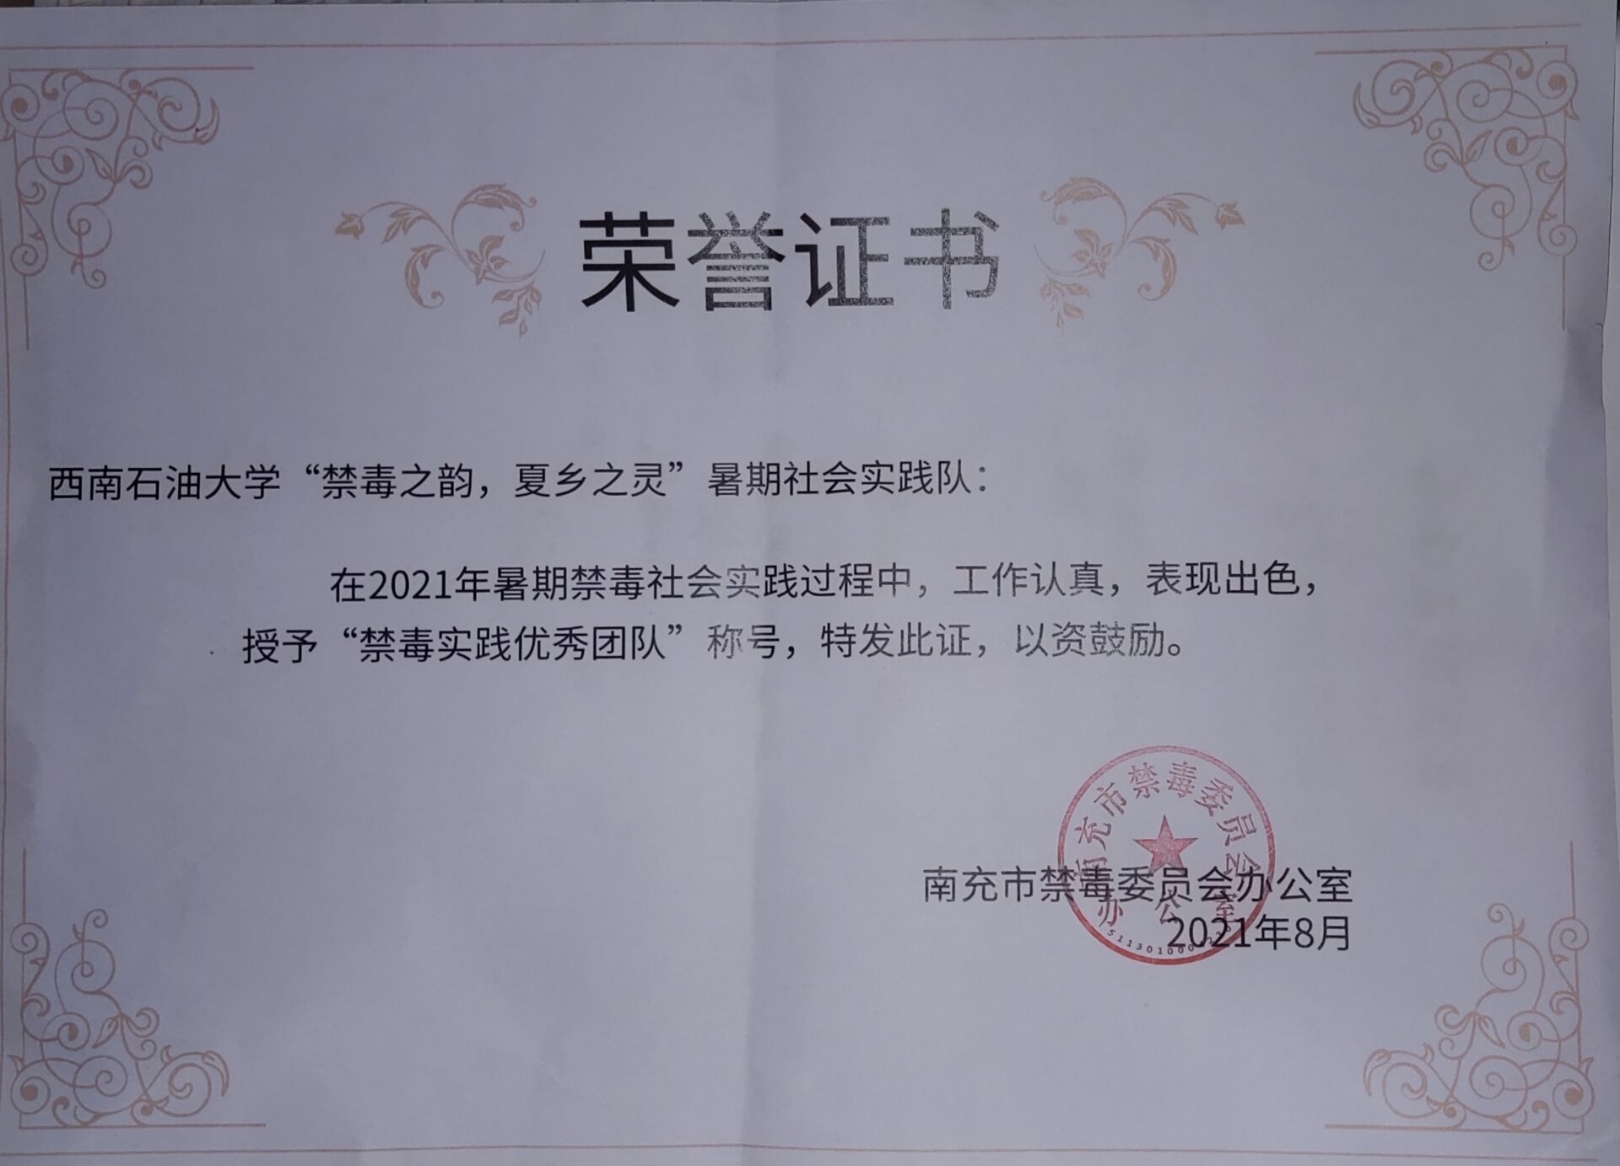 荣誉证书
西南石油大学“禁毒之韵，夏乡之灵”暑期社会实践队：
在2021年暑期禁毒社会实践过程中，工作认真，表现出色，
授予“禁毒实践优秀团队”称号，特发此证，以资鼓励。
南充市禁毒委员会
办公室
南充市禁毒委员会办公室
2021年8月